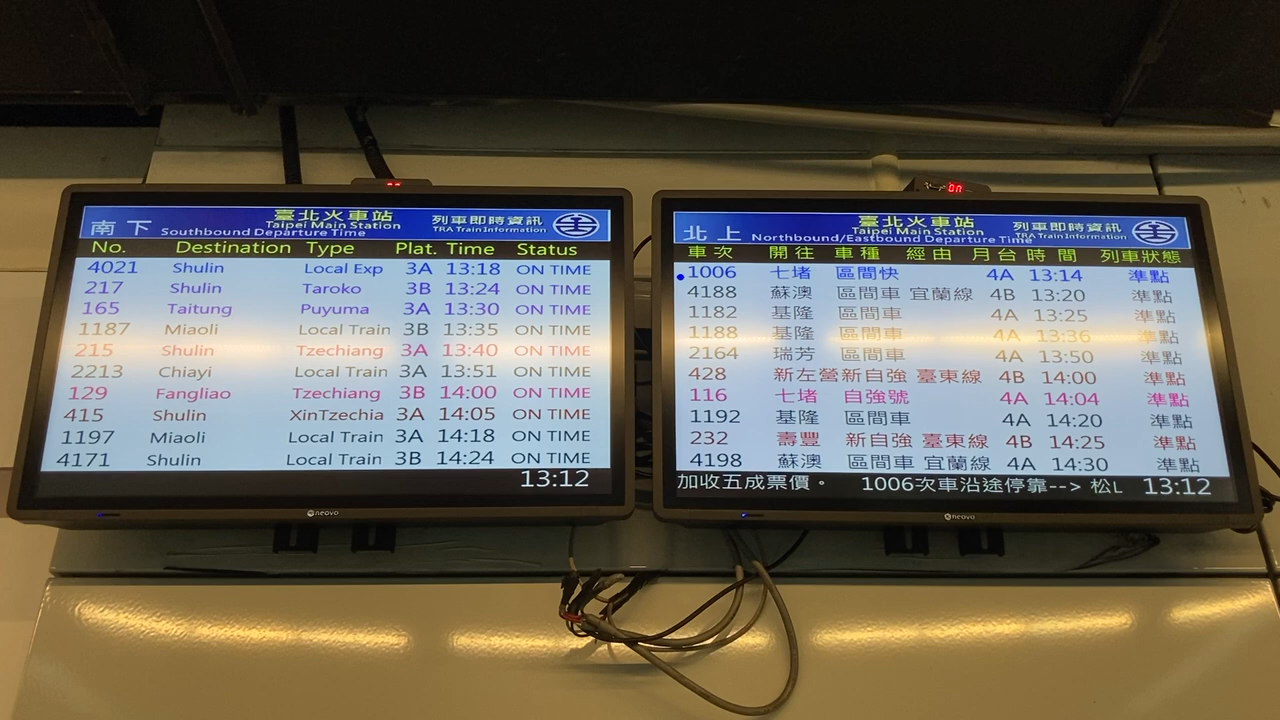 南下
臺北火車站
Taipei Main Station
Southbound Departure Time
列車即時資訊
TRA Train Information
No. Destination Type Plat. Time Status
4021 Shulin Local Exp 3A 13:18 ON TIME
217 Shulin Taroko 3B 13:24 ON TIME
165 Taitung Puyuma 3A 13:30 ON TIME
1187 Miaoli Local Train 3B 13:35 ON TIME
215 Shulin Tzechiang 3A 13:40 ON TIME
2213 Chiayi Local Train 3A 13:51 ON TIME
129 Fangliao Tzechiang 3B 14:00 ON TIME
415 Shulin XinTzechia 3A 14:05 ON TIME
1197 Miaoli Local Train 3A 14:18 ON TIME
4171 Shulin Local Train 3B 14:24 ON TIME
13:12
neovo
北上
臺北火車站
Taipei Main Station
Northbound/Eastbound Departure Time
列車即時資訊
TRA Train Information
車次 開往 車種 經由 月台 時間 列車狀態
1006 七堵 區間快 4A 13:14 準點
4188 蘇澳 區間車 宜蘭線 4B 13:20 準點
1182 基隆 區間車 4A 13:25 準點
1188 基隆 區間車 4A 13:36 準點
2164 瑞芳 區間車 4A 13:50 準點
428 新左營 新自強 臺東線 4B 14:00 準點
116 七堵 自強號 4A 14:04 準點
1192 基隆 區間車 4A 14:20 準點
232 壽豐 新自強 臺東線 4B 14:25 準點
4198 蘇澳 區間車 宜蘭線 4A 14:30 準點
加收五成票價。 1006次車沿途停靠--> 松 13:12
neovo